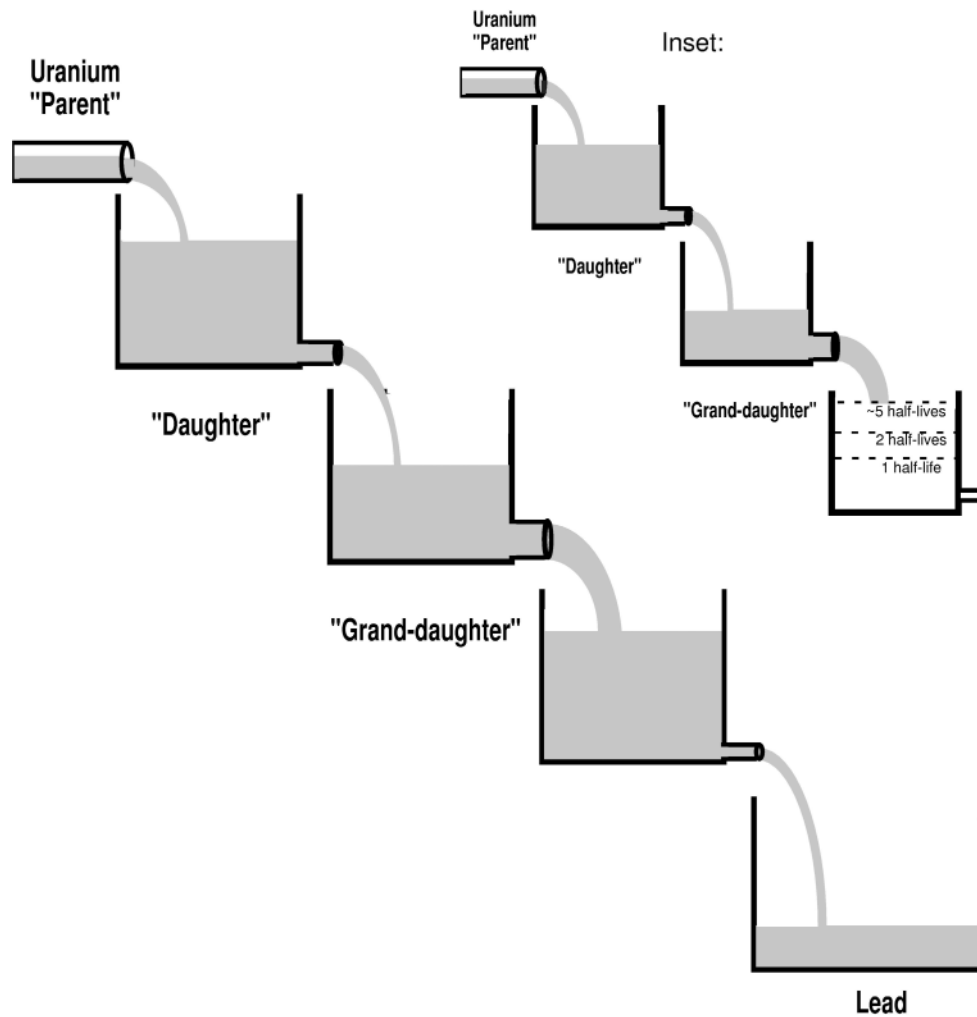 Uranium
"Parent"
"Daughter"
"Grand-daughter"
Lead
Inset:
Uranium
"Parent"
"Daughter"
"Grand-daughter"
~5 half-lives
2 half-lives
1 half-life